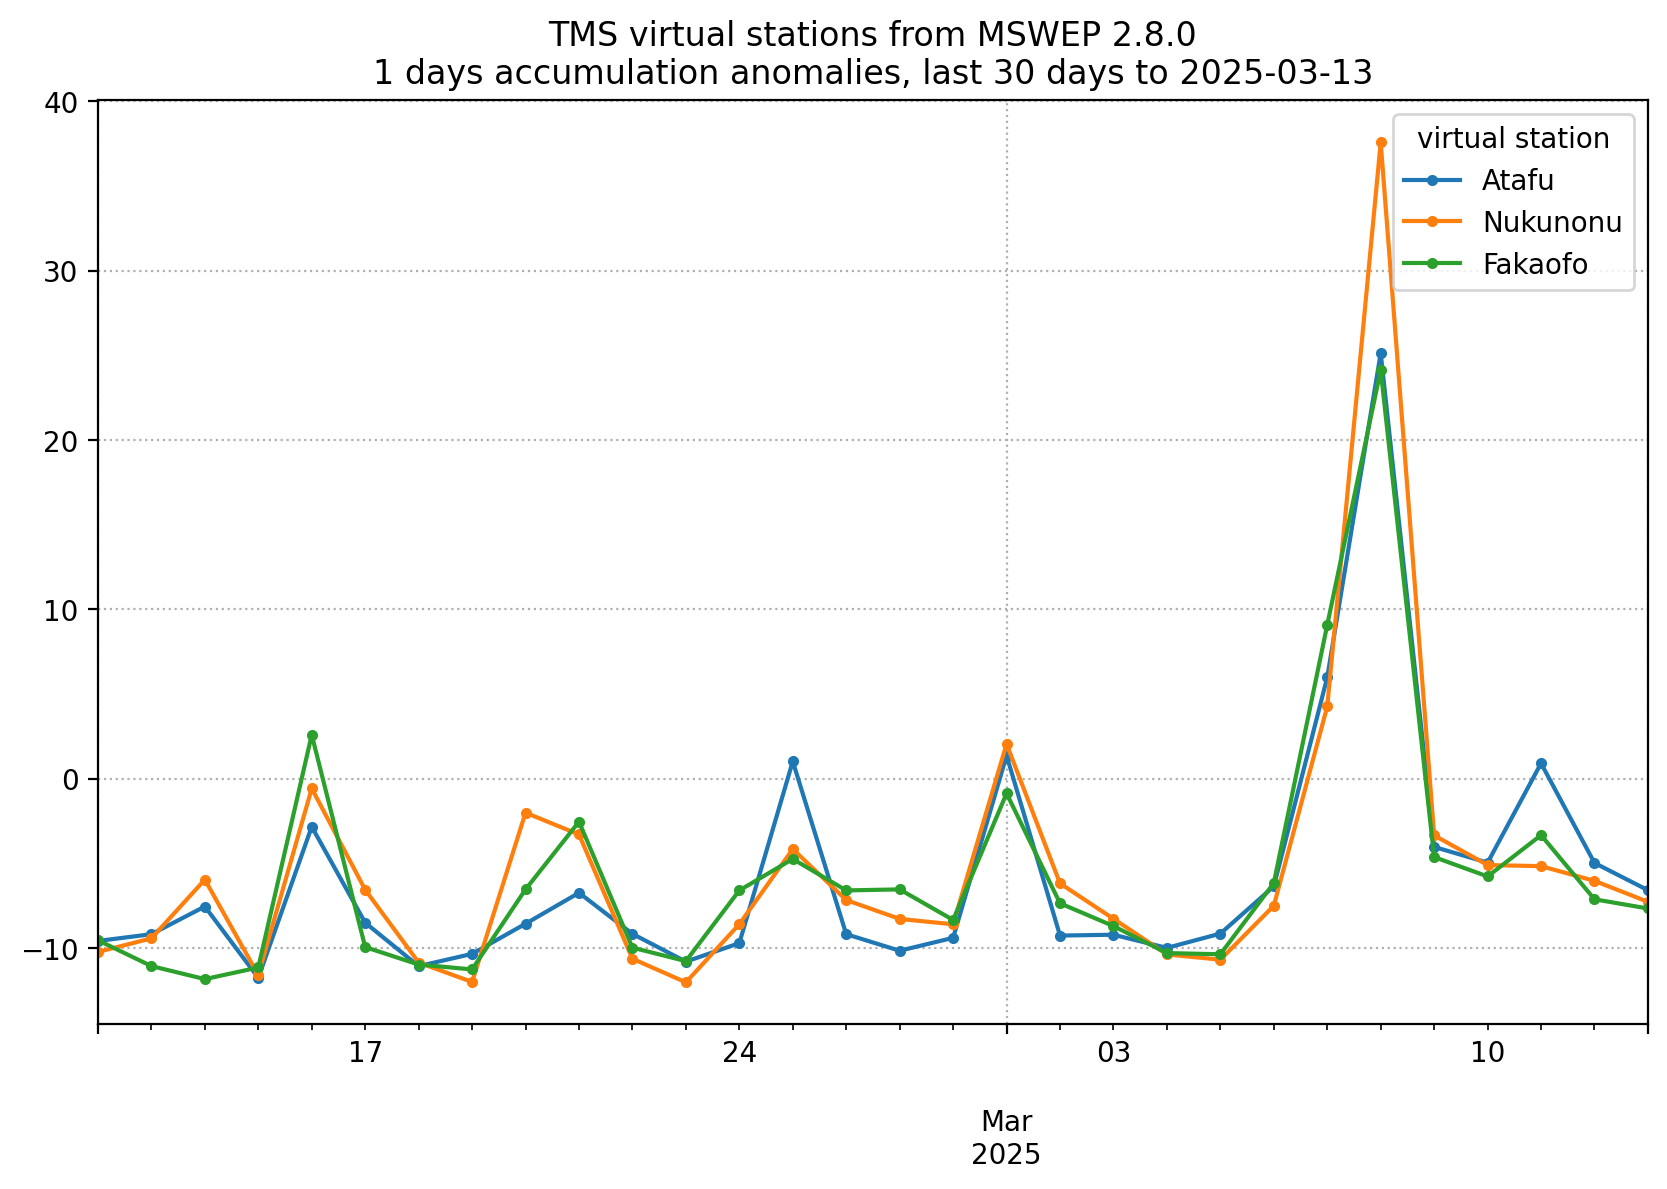 TMS virtual stations from MSWEP 2.8.0
1 days accumulation anomalies, last 30 days to 2025-03-13
virtual station
Atafu
Nukunonu
Fakaofo
40
30
20
10
0
−10
17
24
03
10
Mar
2025